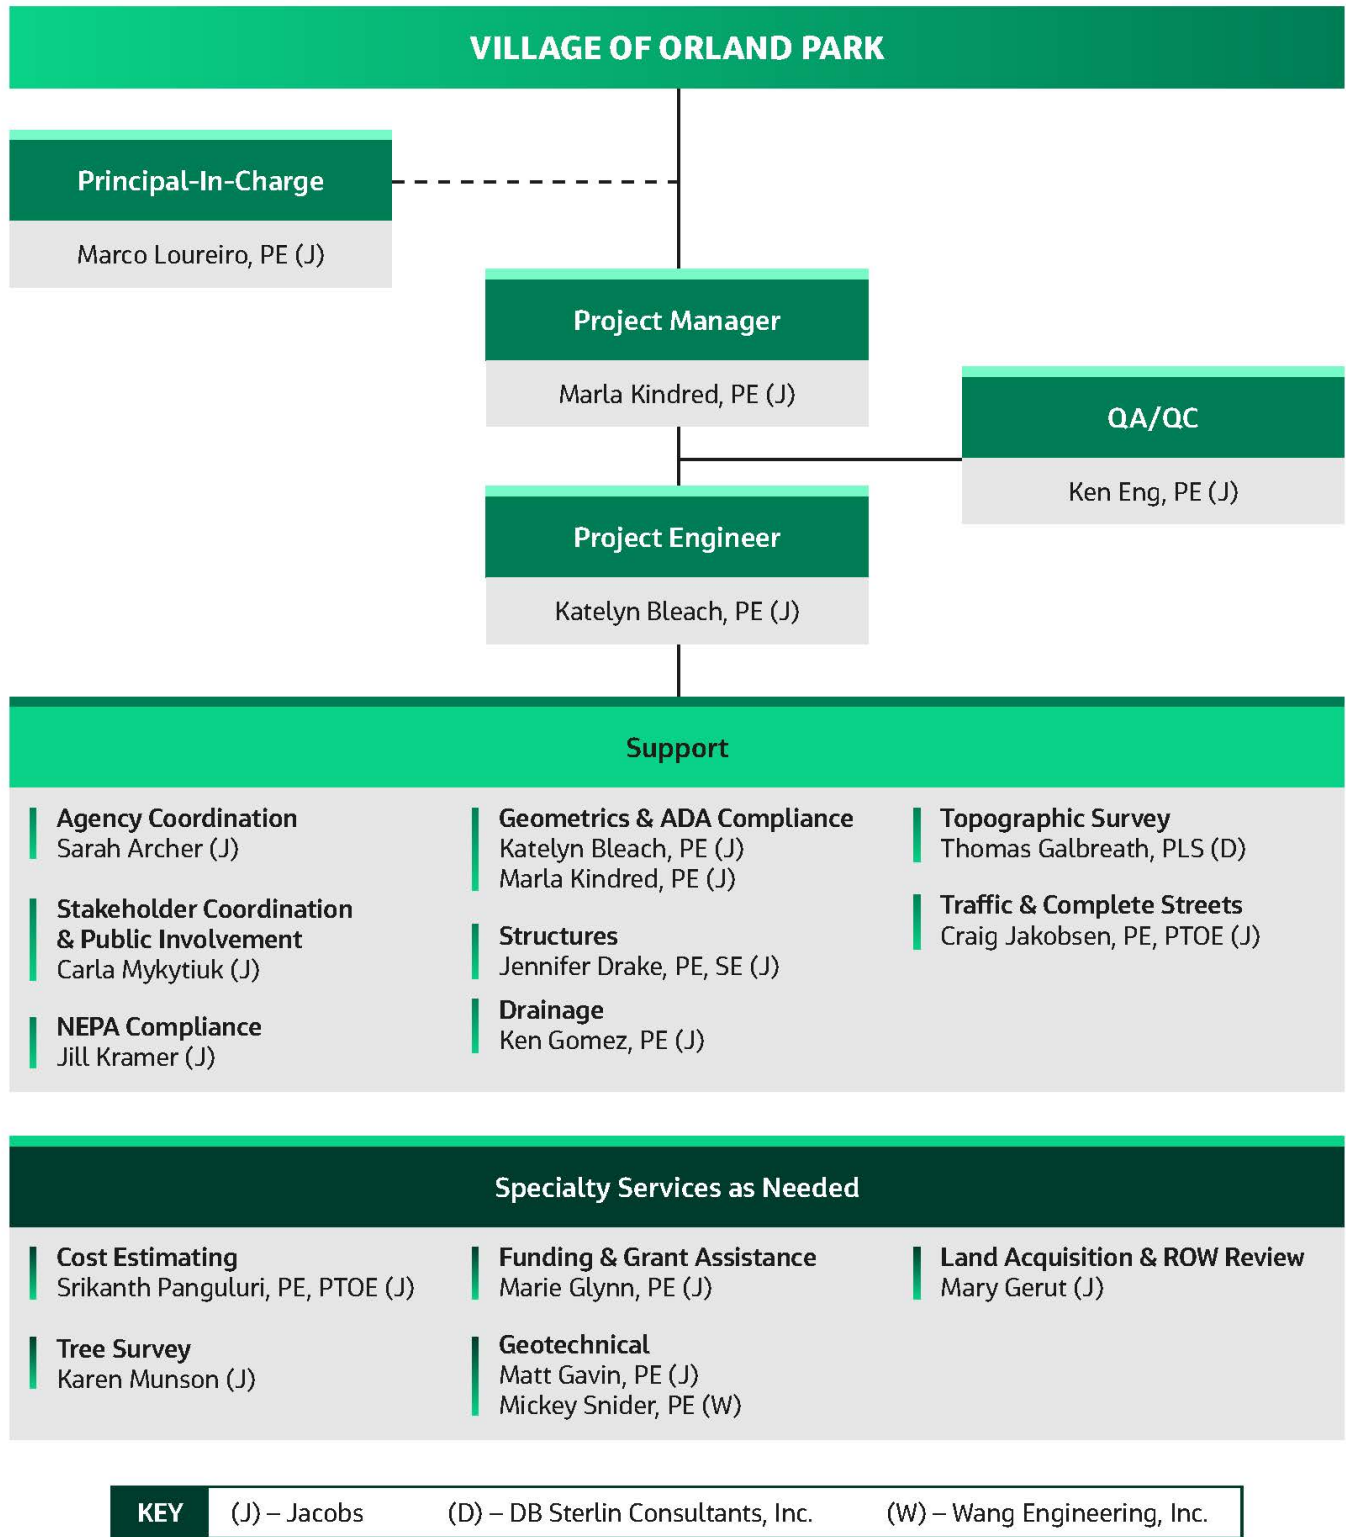 VILLAGE OF ORLAND PARK
Principal-In-Charge
Marco Loureiro, PE (J)
Project Manager
Marla Kindred, PE (J)
QA/QC
Ken Eng, PE (J)
Project Engineer
Katelyn Bleach, PE (J)
Support
Agency Coordination
Sarah Archer (J)
Stakeholder Coordination
& Public Involvement
Carla Mykytiuk (J)
NEPA Compliance
Jill Kramer (J)
Geometrics & ADA Compliance
Katelyn Bleach, PE (J)
Marla Kindred, PE (J)
Structures
Jennifer Drake, PE, SE (J)
Drainage
Ken Gomez, PE (J)
Topographic Survey
Thomas Galbreath, PLS (D)
Traffic & Complete Streets
Craig Jakobsen, PE, PTOE (J)
Specialty Services as Needed
Cost Estimating
Srikanth Panguluri, PE, PTOE (J)
Tree Survey
Karen Munson (J)
Funding & Grant Assistance
Marie Glynn, PE (J)
Geotechnical
Matt Gavin, PE (J)
Mickey Snider, PE (W)
Land Acquisition & ROW Review
Mary Gerut (J)
KEY (J) – Jacobs (D) – DB Sterlin Consultants, Inc. (W) – Wang Engineering, Inc.